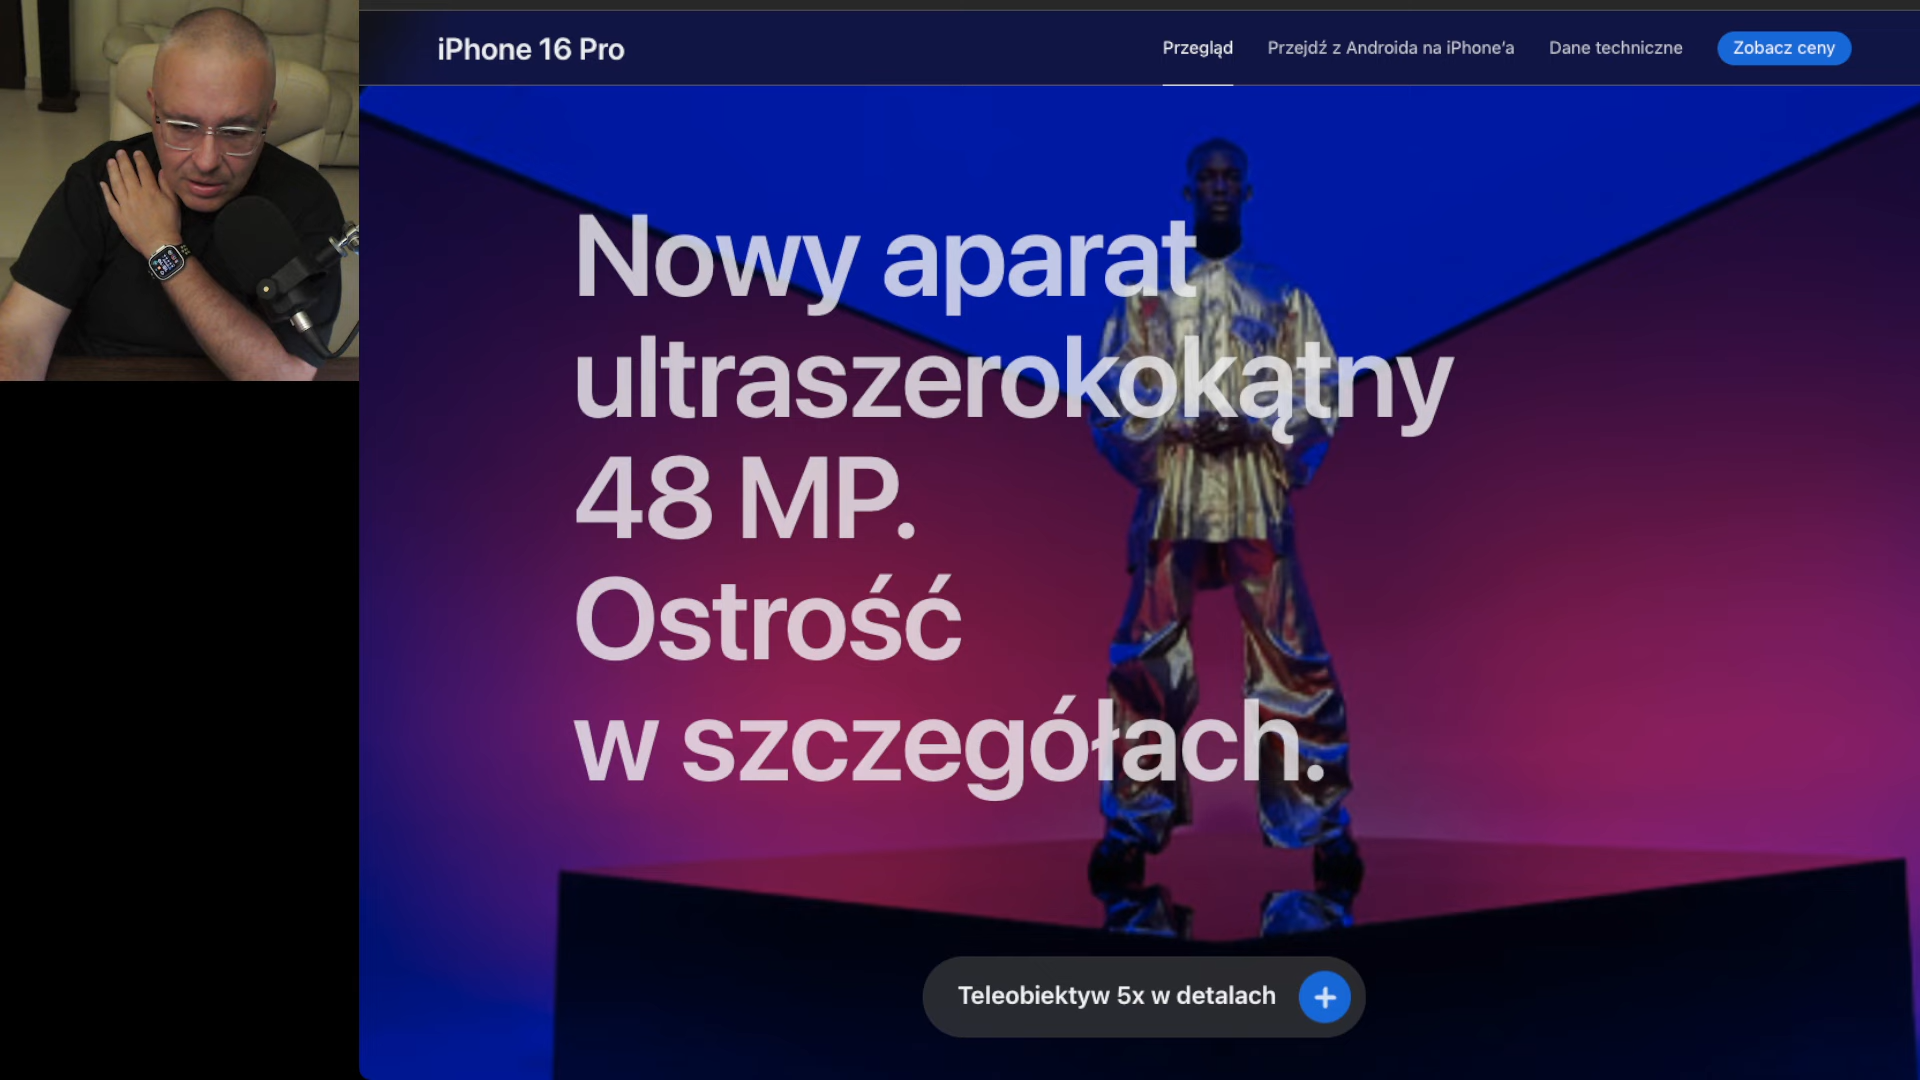 iPhone 16 Pro
Przegląd
Przejdź z Androida na iPhone'a
Dane techniczne
Zobacz ceny
Nowy aparat
ultraszerokokątny
48 MP.
Ostrość
w szczegółach.
Teleobiektyw 5x w detalach